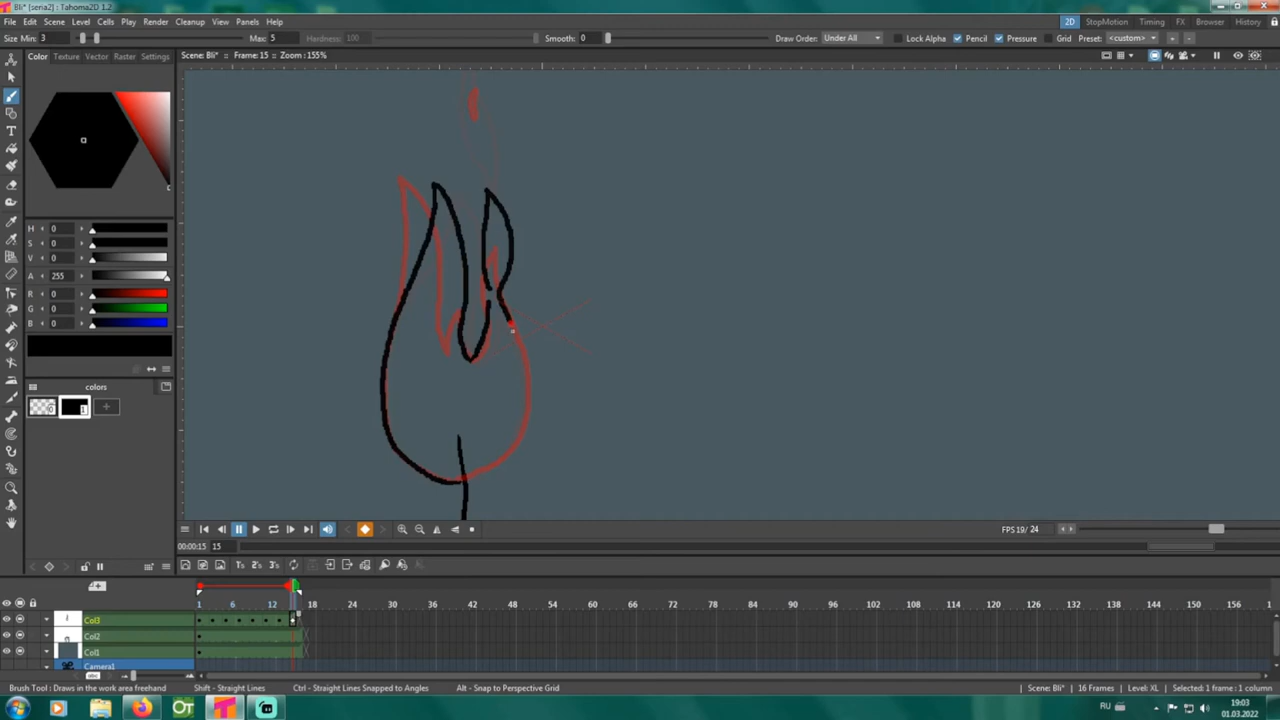 Bli* [seria2] : Tahoma2D 1.2
File Edit Scene Level Cells Play Render Cleanup View Panels Help
2D StopMotion Timing FX Browser History
Size Min: 3 Max: 5 Hardness: 100 Smooth: 0 Draw Order: Under All Lock Alpha Pencil Pressure Grid Preset: <custom>
Color Texture Vector Raster Settings
Scene: Bli* :: Frame: 15 :: Zoom : 155%
H 0
S 0
V 0
A 255
R 0
G 0
B 0
colors
0 1
FPS 19 / 24
00:00:15 15
1's 2's 3's
1 6 12 18 24 30 36 42 48 54 60 66 72 78 84 90 96 102 108 114 120 126 132 138 144 150 156
Col3
Col2
Col1
Camera1
abc
Brush Tool : Draws in the work area freehand Shift - Straight Lines Ctrl - Straight Lines Snapped to Angles Alt - Snap to Perspective Grid Scene: Bli* | 16 Frames | Level: XL | Selected: 1 frame : 1 column
OT RU 19:03
01.03.2022